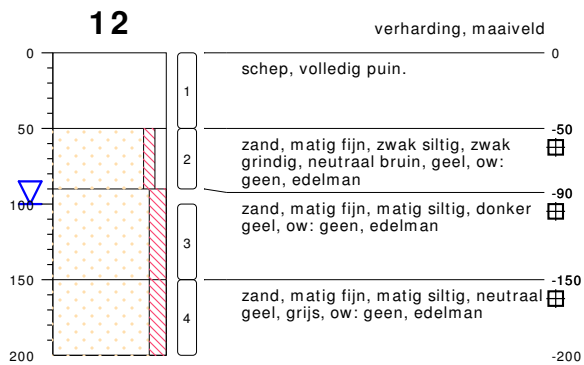 12
verharding, maaiveld
0
0
schep, volledig puin.
1
50
-50
zand, matig fijn, zwak siltig, zwak
grindig, neutraal bruin, geel, ow:
geen, edelman
2
-90
100
zand, matig fijn, matig siltig, donker
geel, ow: geen, edelman
3
150
-150
zand, matig fijn, matig siltig, neutraal
geel, grijs, ow: geen, edelman
4
200
-200